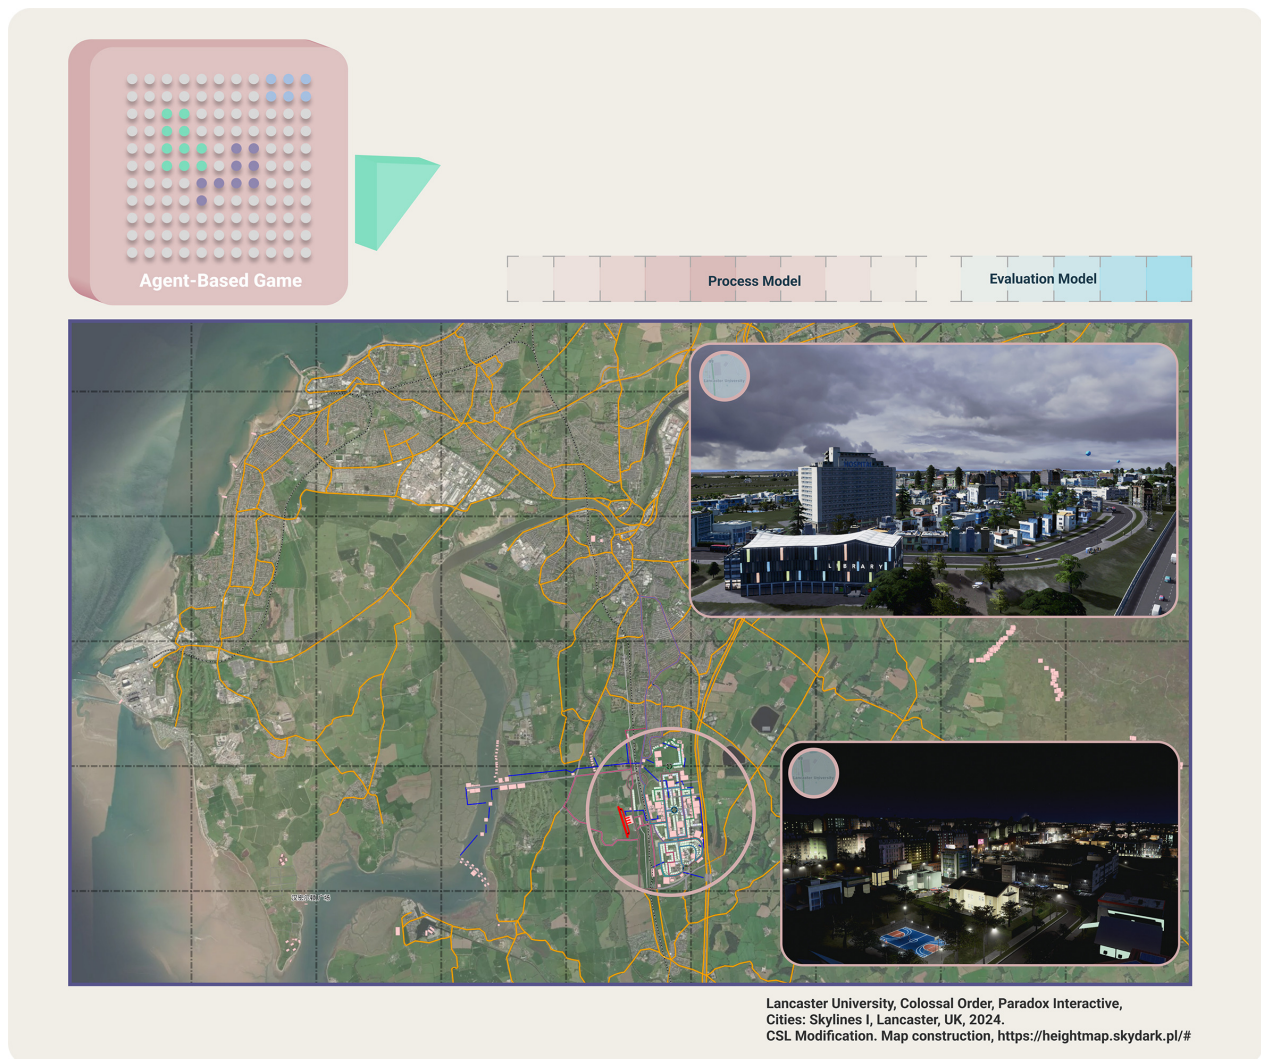 Agent-Based Game
Process Model
Evaluation Model
LIBRARY
Lancaster University, Colossal Order, Paradox Interactive,
Cities: Skylines I, Lancaster, UK, 2024.
CSL Modification. Map construction, https://heightmap.skydark.pl/#